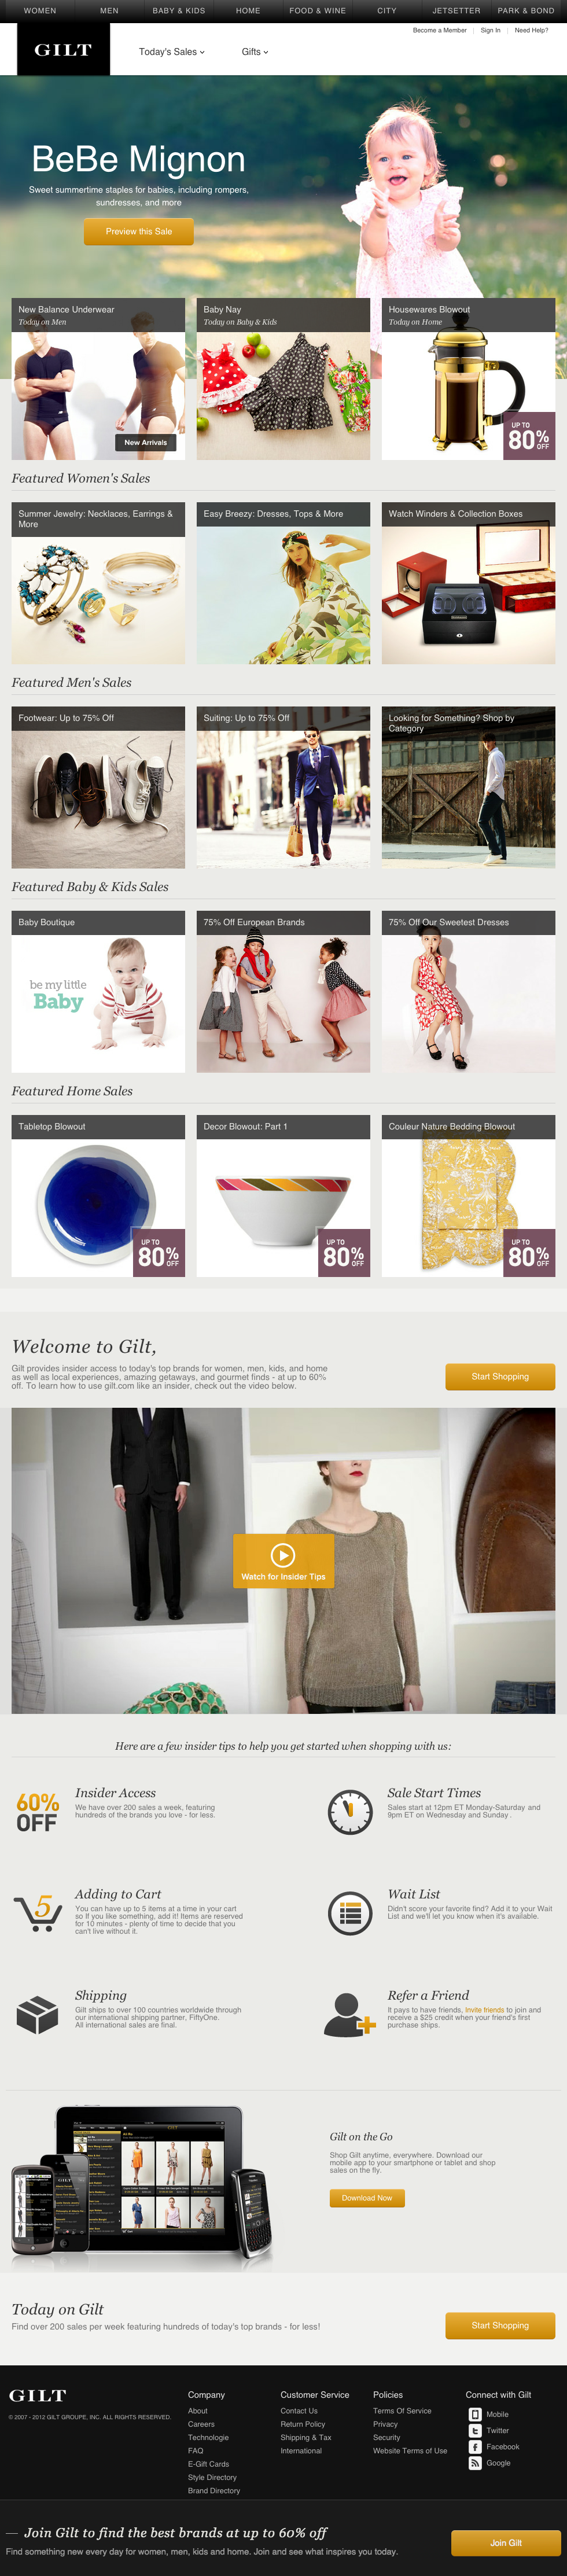 WOMEN MEN BABY & KIDS HOME FOOD & WINE CITY JETSETTER PARK & BOND
Become a Member Sign In Need Help?
GILT
Today's Sales Gifts
BeBe Mignon
Sweet summertime staples for babies, including rompers,
sundresses, and more
Preview this Sale
New Balance Underwear
Today on Men
New Arrivals
Baby Nay
Today on Baby & Kids
Housewares Blowout
Today on Home
UP TO
80% OFF
Featured Women's Sales
Summer Jewelry: Necklaces, Earrings &
More
Easy Breezy: Dresses, Tops & More
Watch Winders & Collection Boxes
Featured Men's Sales
Footwear: Up to 75% Off
Suiting: Up to 75% Off
Looking for Something? Shop by
Category
Featured Baby & Kids Sales
Baby Boutique
be my little
Baby
75% Off European Brands
75% Off Our Sweetest Dresses
Featured Home Sales
Tabletop Blowout
UP TO
80% OFF
Decor Blowout: Part 1
UP TO
80% OFF
Couleur Nature Bedding Blowout
UP TO
80% OFF
Welcome to Gilt,
Gilt provides insider access to today's top brands for women, men, kids, and home
as well as local experiences, amazing getaways, and gourmet finds - at up to 60%
off. To learn how to use gilt.com like an insider, check out the video below.
Start Shopping
Watch for Insider Tips
Here are a few insider tips to help you get started when shopping with us:
60%
OFF
Insider Access
We have over 200 sales a week, featuring
hundreds of the brands you love - for less.
Sale Start Times
Sales start at 12pm ET Monday-Saturday and
9pm ET on Wednesday and Sunday.
5
Adding to Cart
You can have up to 5 items at a time in your cart
so If you like something, add it! Items are reserved
for 10 minutes - plenty of time to decide that you
can't live without it.
Wait List
Didn't score your favorite find? Add it to your Wait
List and we'll let you know when it's available.
Shipping
Gilt ships to over 100 countries worldwide through
our international shipping partner, FiftyOne.
All international sales are final.
Refer a Friend
It pays to have friends. Invite friends to join and
receive a $25 credit when your friend's first
purchase ships.
Gilt on the Go
Shop Gilt anytime, everywhere. Download our
mobile app to your smartphone or tablet and shop
sales on the fly.
Download Now
Today on Gilt
Find over 200 sales per week featuring hundreds of today's top brands - for less!
Start Shopping
GILT
© 2007 - 2012 GILT GROUPE, INC. ALL RIGHTS RESERVED.
Company
About
Careers
Technologie
FAQ
E-Gift Cards
Style Directory
Brand Directory
Customer Service
Contact Us
Return Policy
Shipping & Tax
International
Policies
Terms Of Service
Privacy
Security
Website Terms of Use
Connect with Gilt
Mobile
Twitter
Facebook
Google
— Join Gilt to find the best brands at up to 60% off
Find something new every day for women, men, kids and home. Join and see what inspires you today.
Join Gilt